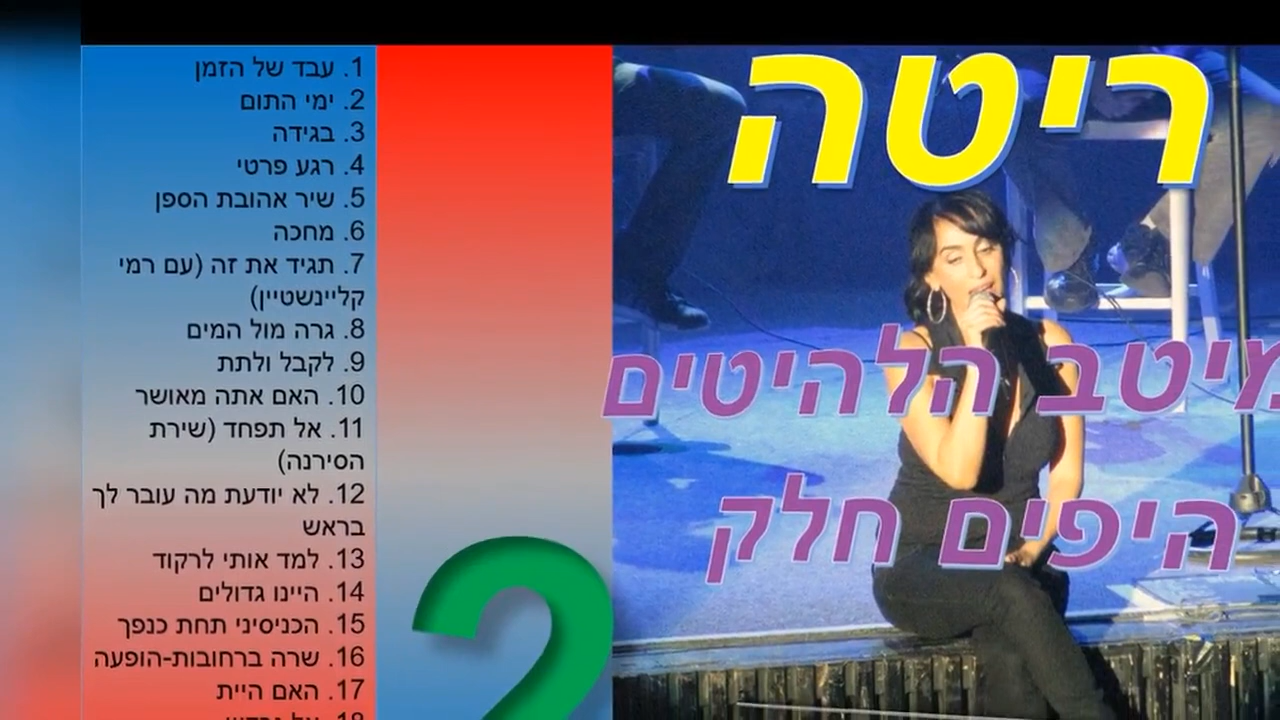 ריטה
מיטב הלהיטים
היפים חלק
2
1. עבד של הזמן
2. ימי התום
3. בגידה
4. רגע פרטי
5. שיר אהובת הספן
6. מחכה
7. תגיד את זה (עם רמי
קליינשטיין)
8. גרה מול המים
9. לקבל ולתת
10. האם אתה מאושר
11. אל תפחד (שירת
הסירנה)
12. לא יודעת מה עובר לך
בראש
13. למד אותי לרקוד
14. היינו גדולים
15. הכניסיני תחת כנפך
16. שרה ברחובות-הופעה
17. האם היית